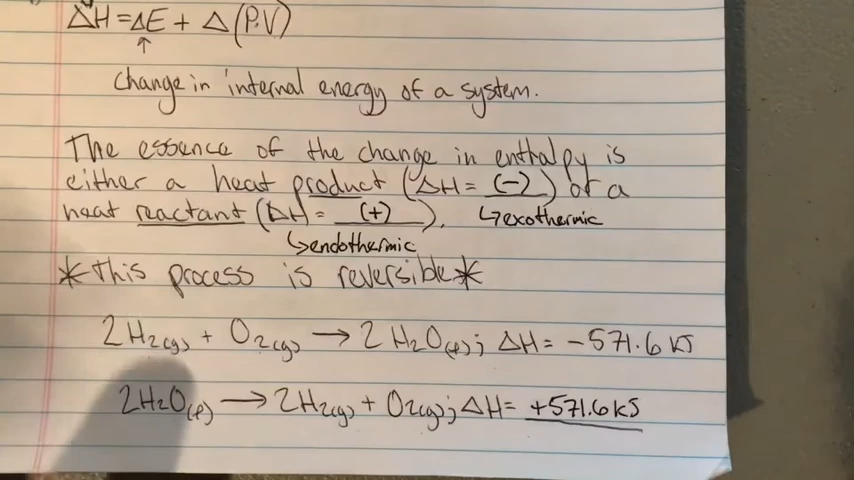 ΔH = ΔE + Δ(P·V)
↑
Change in internal energy of a system.
The essence of the change in enthalpy is
either a heat product (ΔH = (-)) or a
heat reactant (ΔH = (+)). ↳exothermic
↳endothermic
*This process is reversible*
2H₂(g) + O₂(g) → 2H₂O(ℓ); ΔH = -571.6 kJ
2H₂O(ℓ) → 2H₂(g) + O₂(g); ΔH = +571.6 kJ